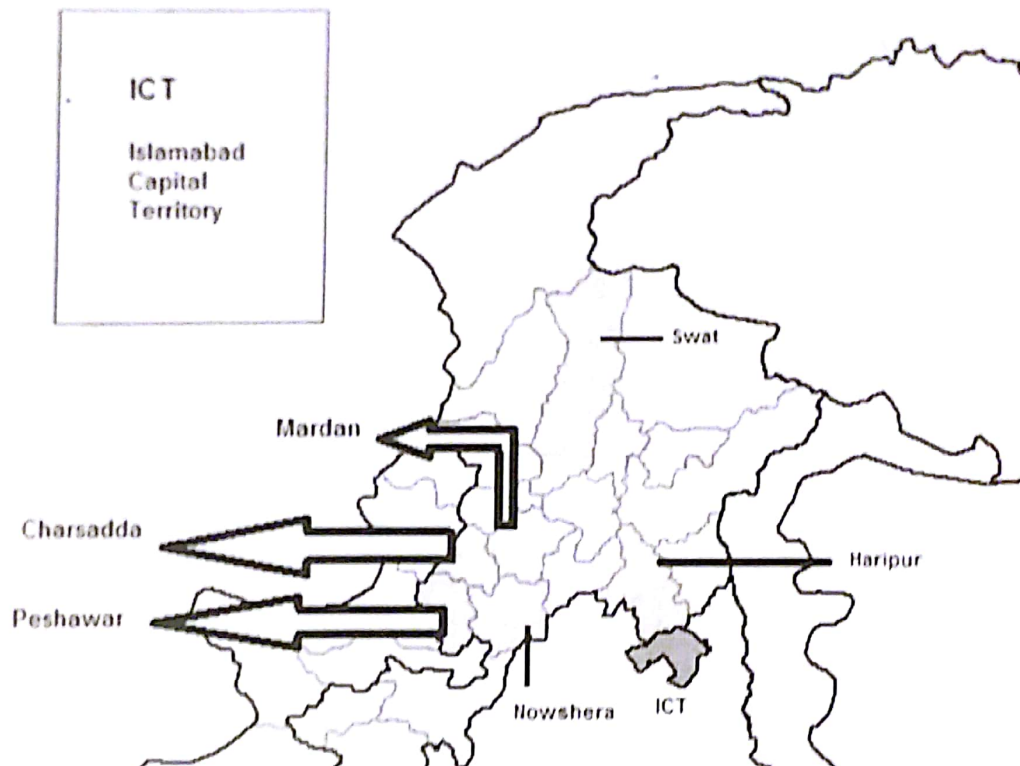 ICT
Islamabad
Capital
Territory
Swat
Mardan
Charsadda
Haripur
Peshawar
Nowshera
ICT